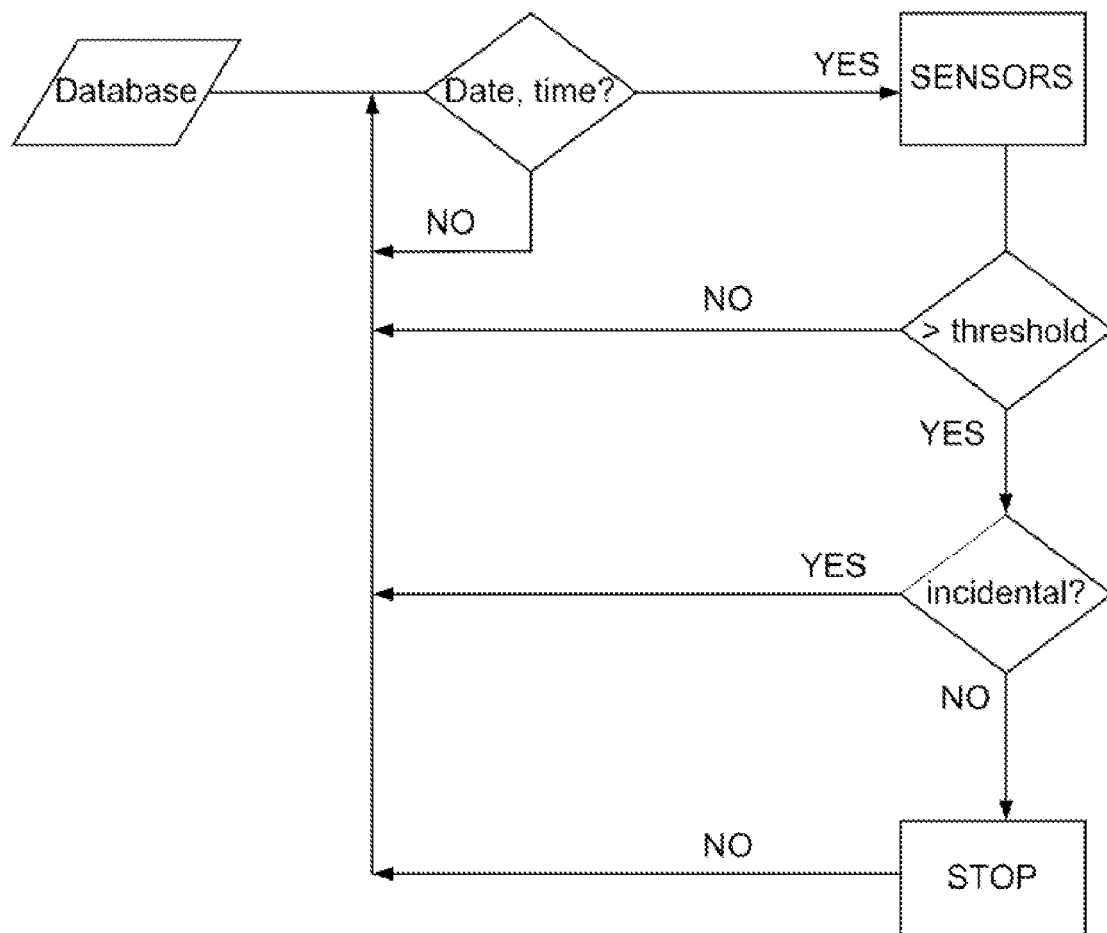 Database
Date, time?
YES
SENSORS
NO
NO
> threshold
YES
YES
incidental?
NO
NO
STOP